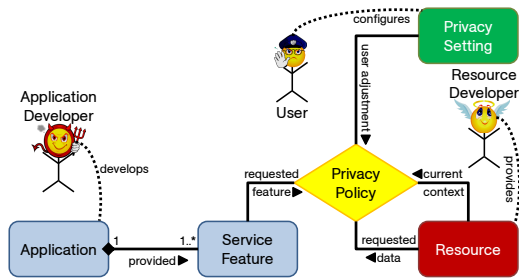 configures
Privacy
Setting
User
user adjustment
Resource
Developer
Application
Developer
develops
provides
requested
feature
Privacy
Policy
current
context
Application
1
1..*
provided
Service
Feature
requested
data
Resource